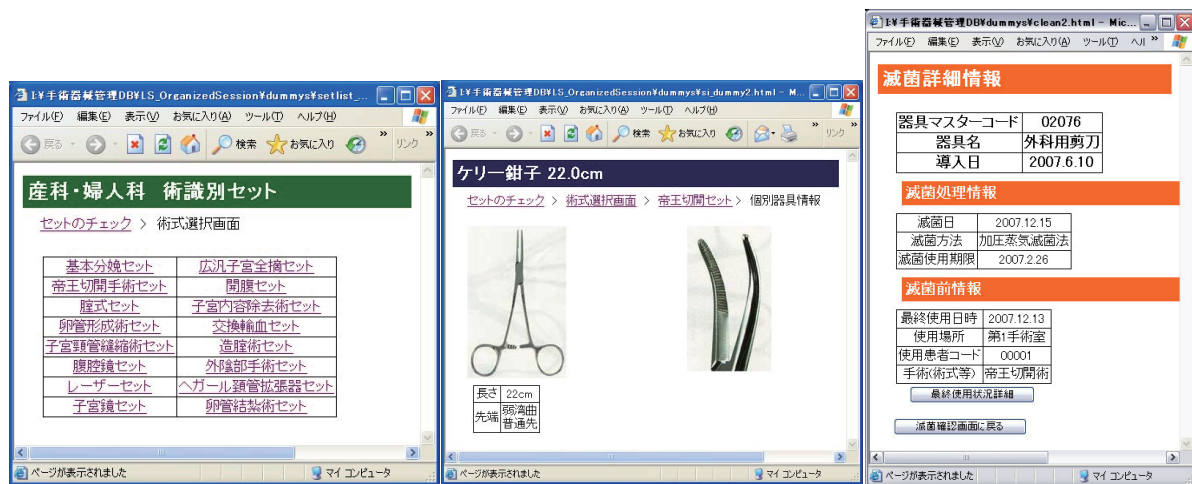 I:¥手術器械管理DB¥LS_OrganizedSession¥dummys¥setlist_...
ファイル(F) 編集(E) 表示(V) お気に入り(A) ツール(T) ヘルプ(H)
戻る 検索 お気に入り リンク
産科・婦人科 術識別セット
セットのチェック > 術式選択画面
基本分娩セット 広汎子宮全摘セット
帝王切開手術セット 開腹セット
腟式セット 子宮内容除去術セット
卵管形成術セット 交換輸血セット
子宮頸管縫縮術セット 造腟術セット
腹腔鏡セット 外陰部手術セット
レーザーセット ヘガール頚管拡張器セット
子宮鏡セット 卵管結紮術セット
ページが表示されました マイ コンピュータ
I:¥手術器械管理DB¥LS_OrganizedSession¥dummys¥si_dummy2.html - M...
ファイル(F) 編集(E) 表示(V) お気に入り(A) ツール(T) ヘルプ(H)
戻る 検索 お気に入り リンク
ケリー鉗子 22.0cm
セットのチェック > 術式選択画面 > 帝王切開セット > 個別器具情報
長さ 22cm
先端 弱湾曲
普通先
ページが表示されました マイ コンピュータ
I:¥手術器械管理DB¥dummys¥clean2.html - Mic...
ファイル(F) 編集(E) 表示(V) お気に入り(A) ツール(T) ヘル
滅菌詳細情報
器具マスターコード 02076
器具名 外科用剪刀
導入日 2007.6.10
滅菌処理情報
滅菌日 2007.12.15
滅菌方法 加圧蒸気滅菌法
滅菌使用期限 2007.2.26
滅菌前情報
最終使用日時 2007.12.13
使用場所 第1手術室
使用患者コード 00001
手術(術式等) 帝王切開術
最終使用状況詳細
滅菌確認画面に戻る
ページが表示されました マイ コンピュータ